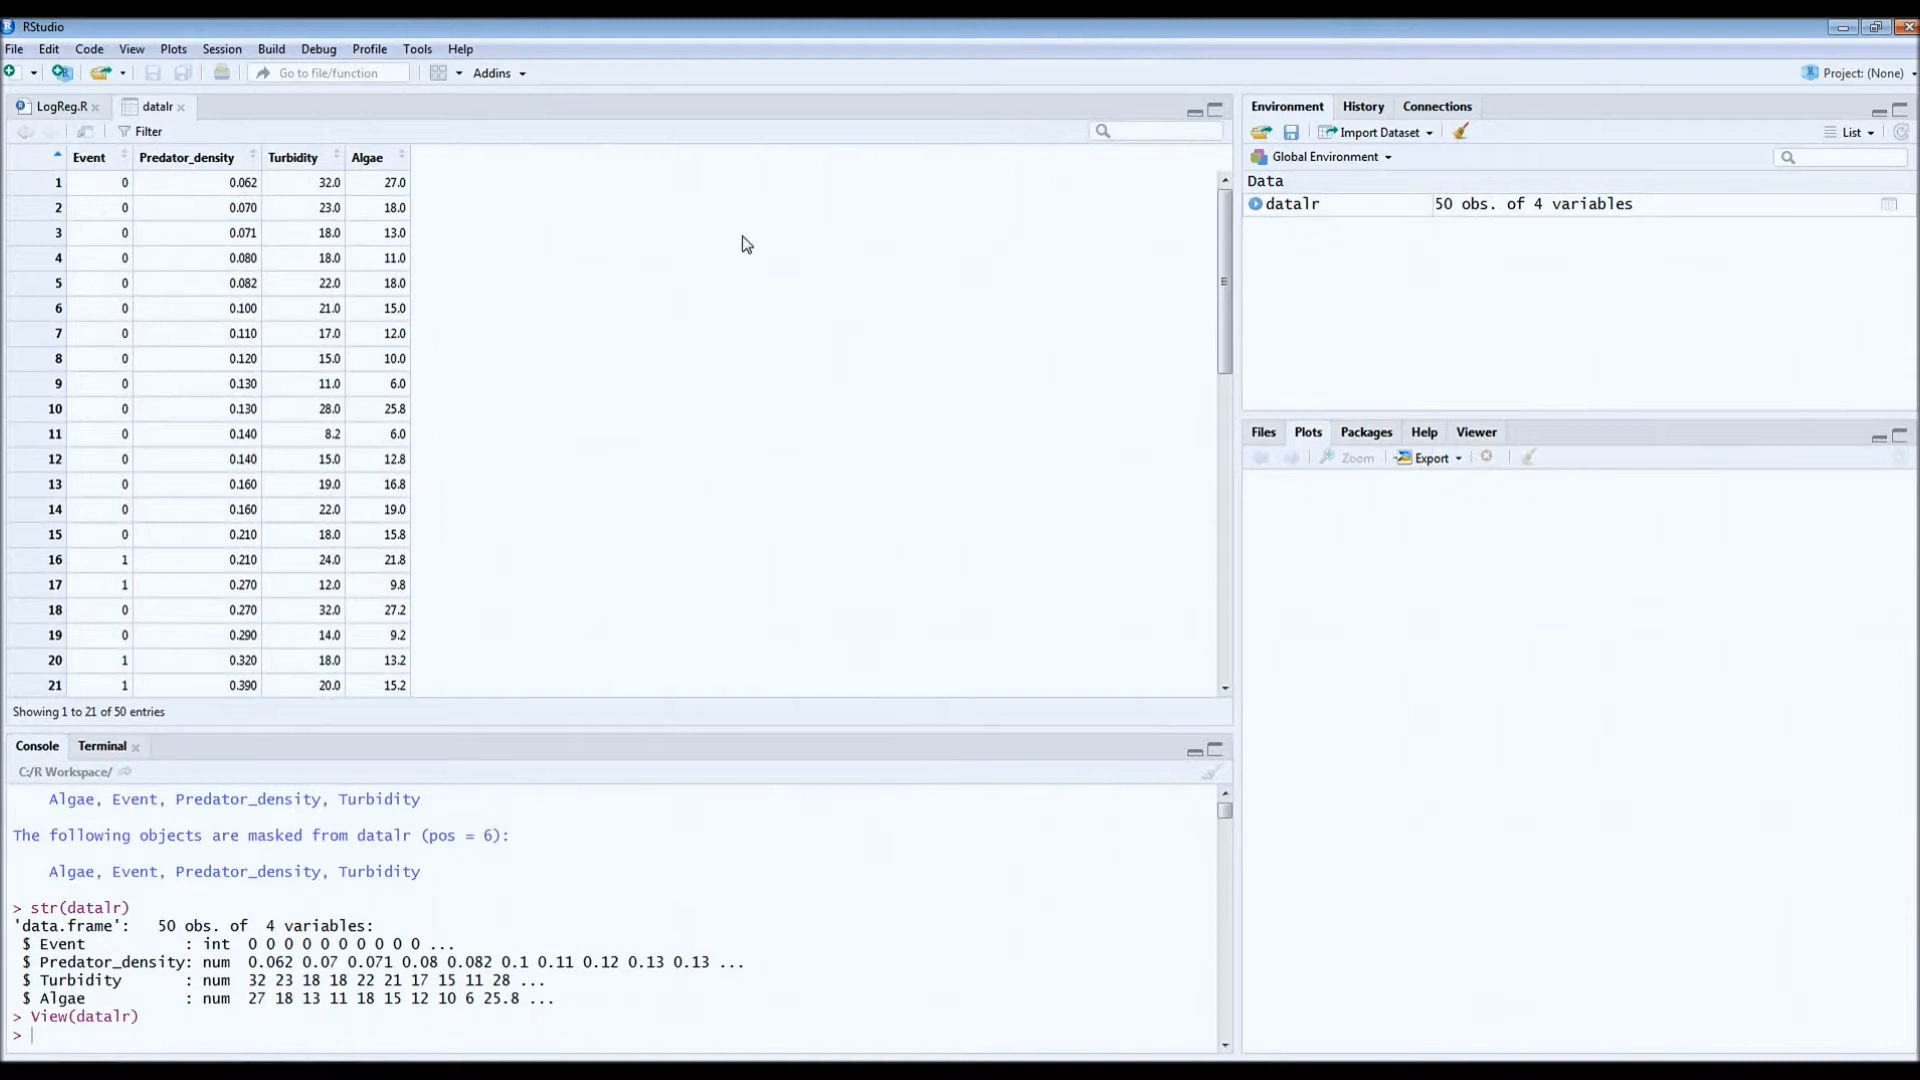 RStudio
File Edit Code View Plots Session Build Debug Profile Tools Help
Go to file/function Addins Project: (None)
LogReg.R datalr
Filter
Event Predator_density Turbidity Algae
1 0 0.062 32.0 27.0
2 0 0.070 23.0 18.0
3 0 0.071 18.0 13.0
4 0 0.080 18.0 11.0
5 0 0.082 22.0 18.0
6 0 0.100 21.0 15.0
7 0 0.110 17.0 12.0
8 0 0.120 15.0 10.0
9 0 0.130 11.0 6.0
10 0 0.130 28.0 25.8
11 0 0.140 8.2 6.0
12 0 0.140 15.0 12.8
13 0 0.160 19.0 16.8
14 0 0.160 22.0 19.0
15 0 0.210 18.0 15.8
16 1 0.210 24.0 21.8
17 1 0.270 12.0 9.8
18 0 0.270 32.0 27.2
19 0 0.290 14.0 9.2
20 1 0.320 18.0 13.2
21 1 0.390 20.0 15.2
Showing 1 to 21 of 50 entries
Console Terminal
C:/R Workspace/
Algae, Event, Predator_density, Turbidity
The following objects are masked from datalr (pos = 6):
Algae, Event, Predator_density, Turbidity
> str(datalr)
'data.frame': 50 obs. of 4 variables:
$ Event : int 0 0 0 0 0 0 0 0 0 0 ...
$ Predator_density: num 0.062 0.07 0.071 0.08 0.082 0.1 0.11 0.12 0.13 0.13 ...
$ Turbidity : num 32 23 18 18 22 21 17 15 11 28 ...
$ Algae : num 27 18 13 11 18 15 12 10 6 25.8 ...
> View(datalr)
>
Environment History Connections
Import Dataset List
Global Environment
Data
datalr 50 obs. of 4 variables
Files Plots Packages Help Viewer
Zoom Export